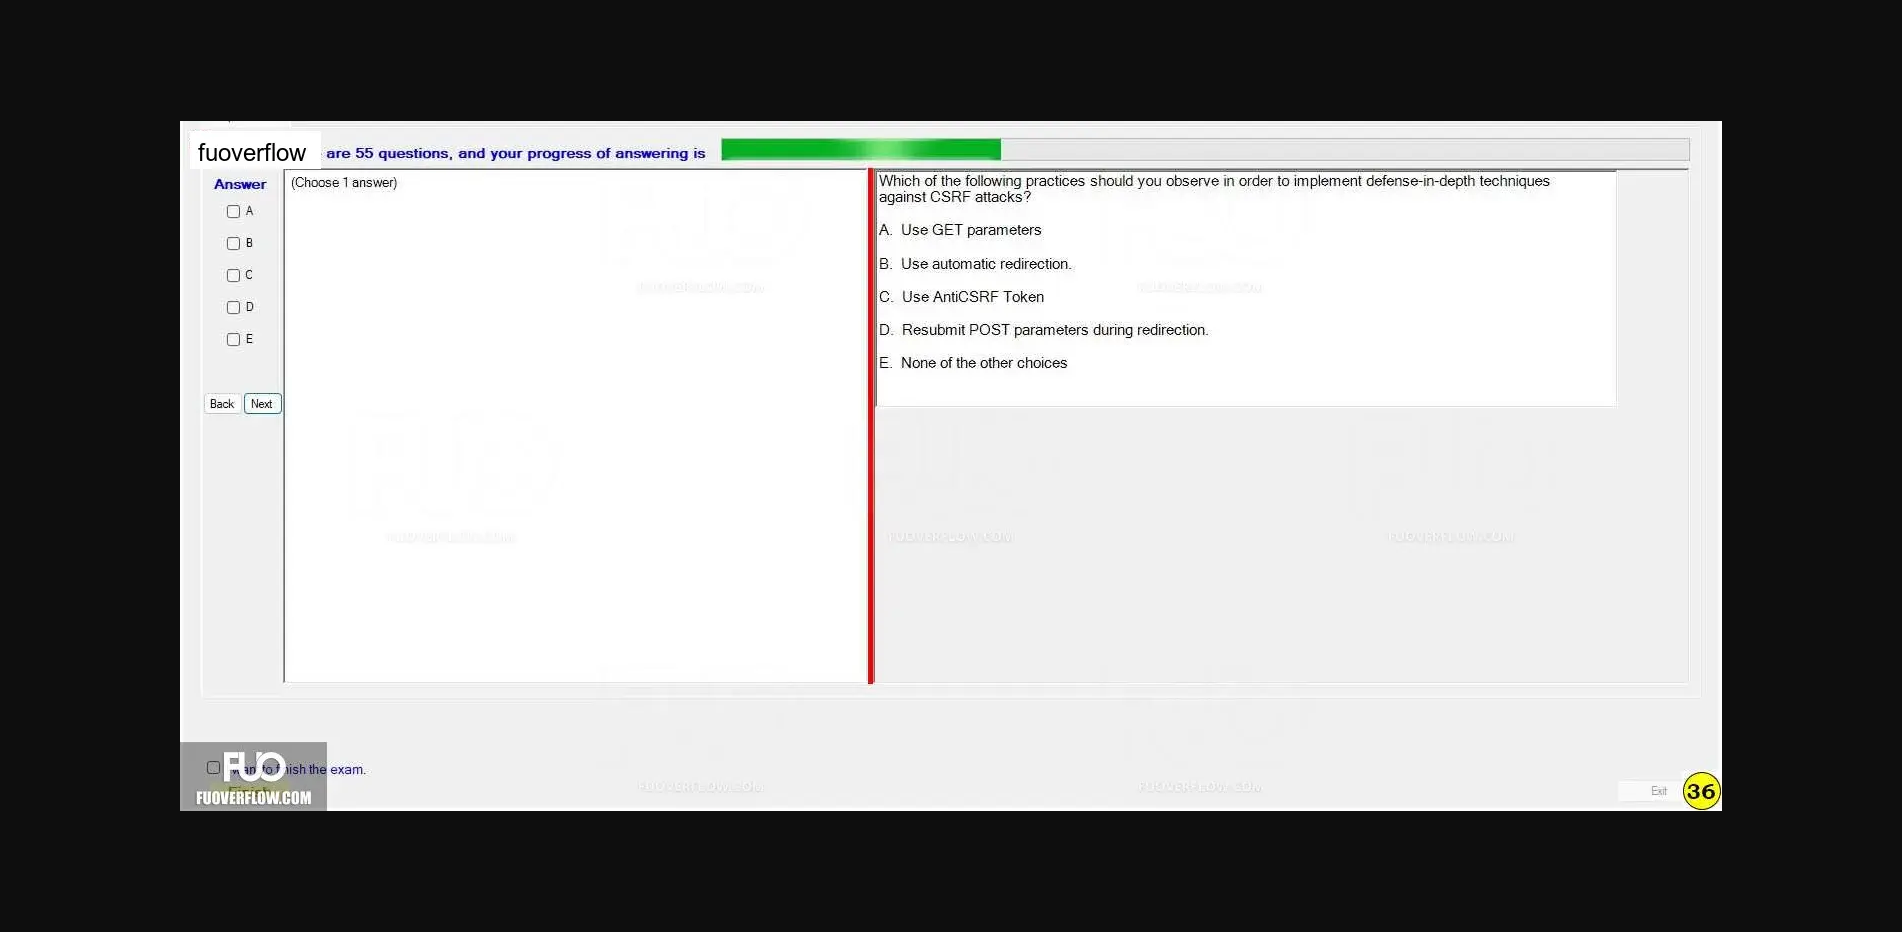 fuoverflow are 55 questions, and your progress of answering is
Answer
A
B
C
D
E
Back Next
(Choose 1 answer)
Which of the following practices should you observe in order to implement defense-in-depth techniques
against CSRF attacks?
A. Use GET parameters
B. Use automatic redirection.
C. Use AntiCSRF Token
D. Resubmit POST parameters during redirection.
E. None of the other choices
FUOVERFLOW.COM
FUOVERFLOW.COM
FUOVERFLOW.COM
FUOVERFLOW.COM
FUOVERFLOW.COM
FUOVERFLOW.COM
FUOVERFLOW.COM
FUO
want to finish the exam.
Finish
FUOVERFLOW.COM
Exit
36